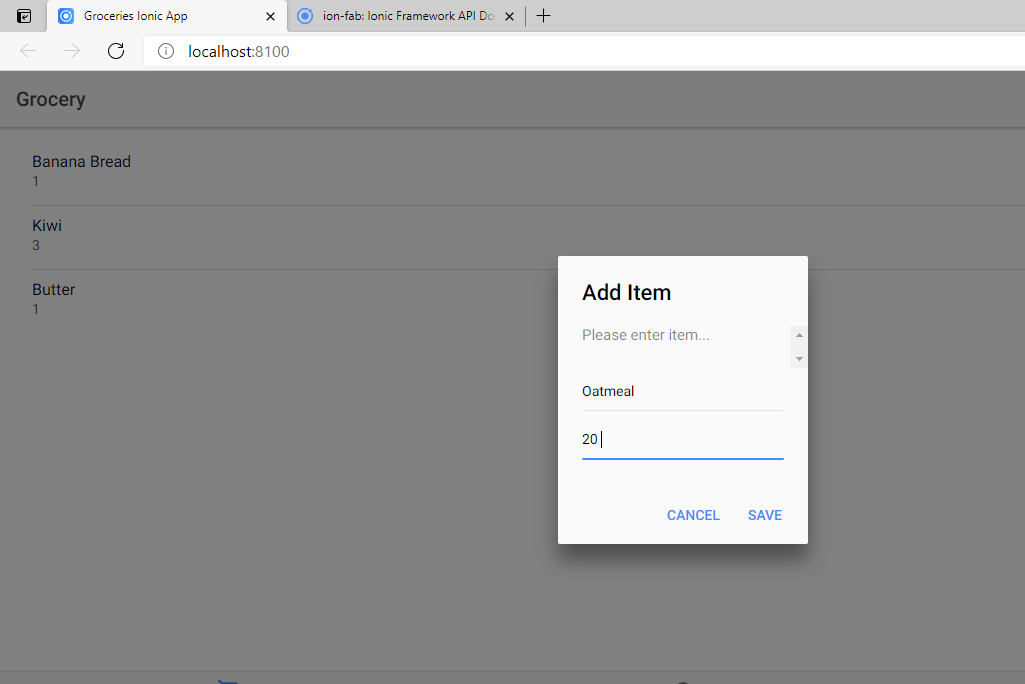 Groceries Ionic App
ion-fab: Ionic Framework API Do
localhost:8100
Grocery
Banana Bread
1
Kiwi
3
Butter
1
Add Item
Please enter item...
Oatmeal
20
CANCEL SAVE